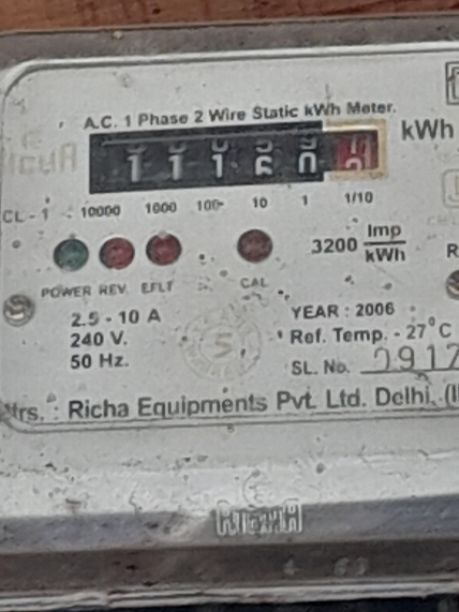 A.C. 1 Phase 2 Wire Static kWh Meter.
kWh
CL - 1 10000 1000 100 10 1 1/10
3200 Imp/kWh
POWER REV. EFLT CAL
2.5 - 10 A
240 V.
50 Hz.
YEAR : 2006
Ref. Temp. - 27°C
SL. No.
Mfrs. : Richa Equipments Pvt. Ltd. Delhi.
RICHA